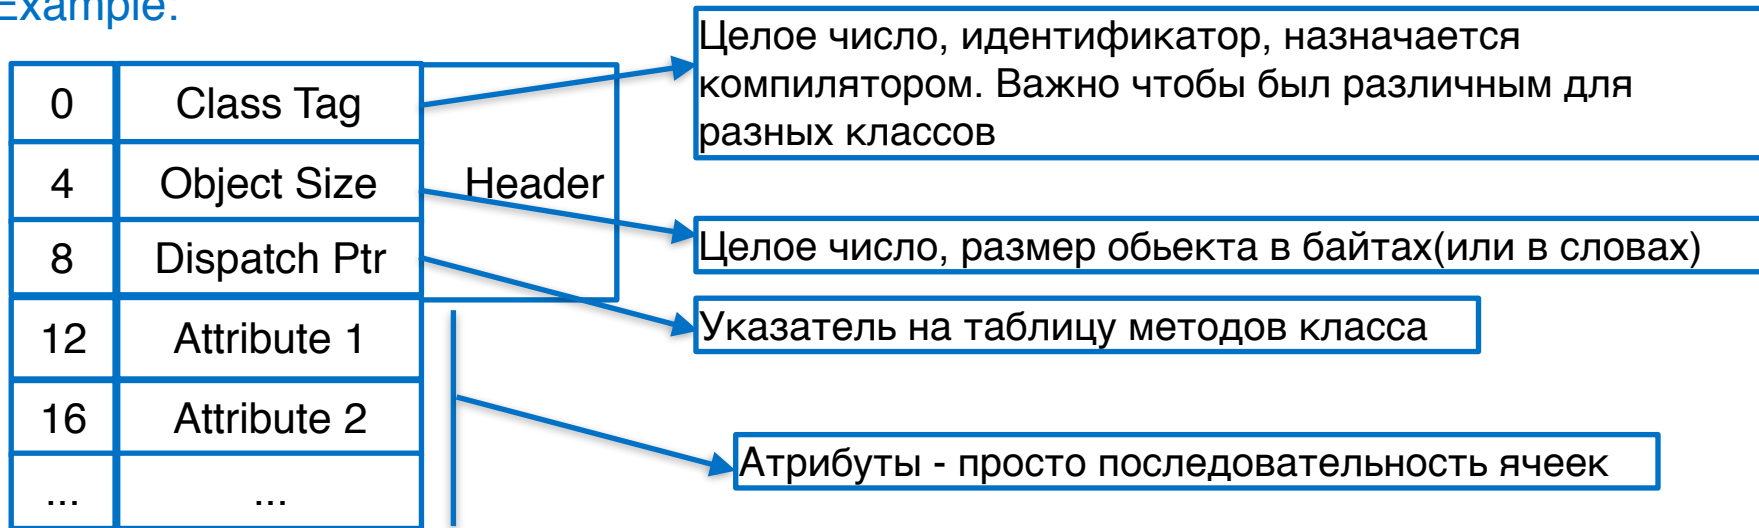 Example:
0 Class Tag
4 Object Size Header
8 Dispatch Ptr
12 Attribute 1
16 Attribute 2
... ...
Целое число, идентификатор, назначается
компилятором. Важно чтобы был различным для
разных классов
Целое число, размер обьекта в байтах(или в словах)
Указатель на таблицу методов класса
Атрибуты - просто последовательность ячеек